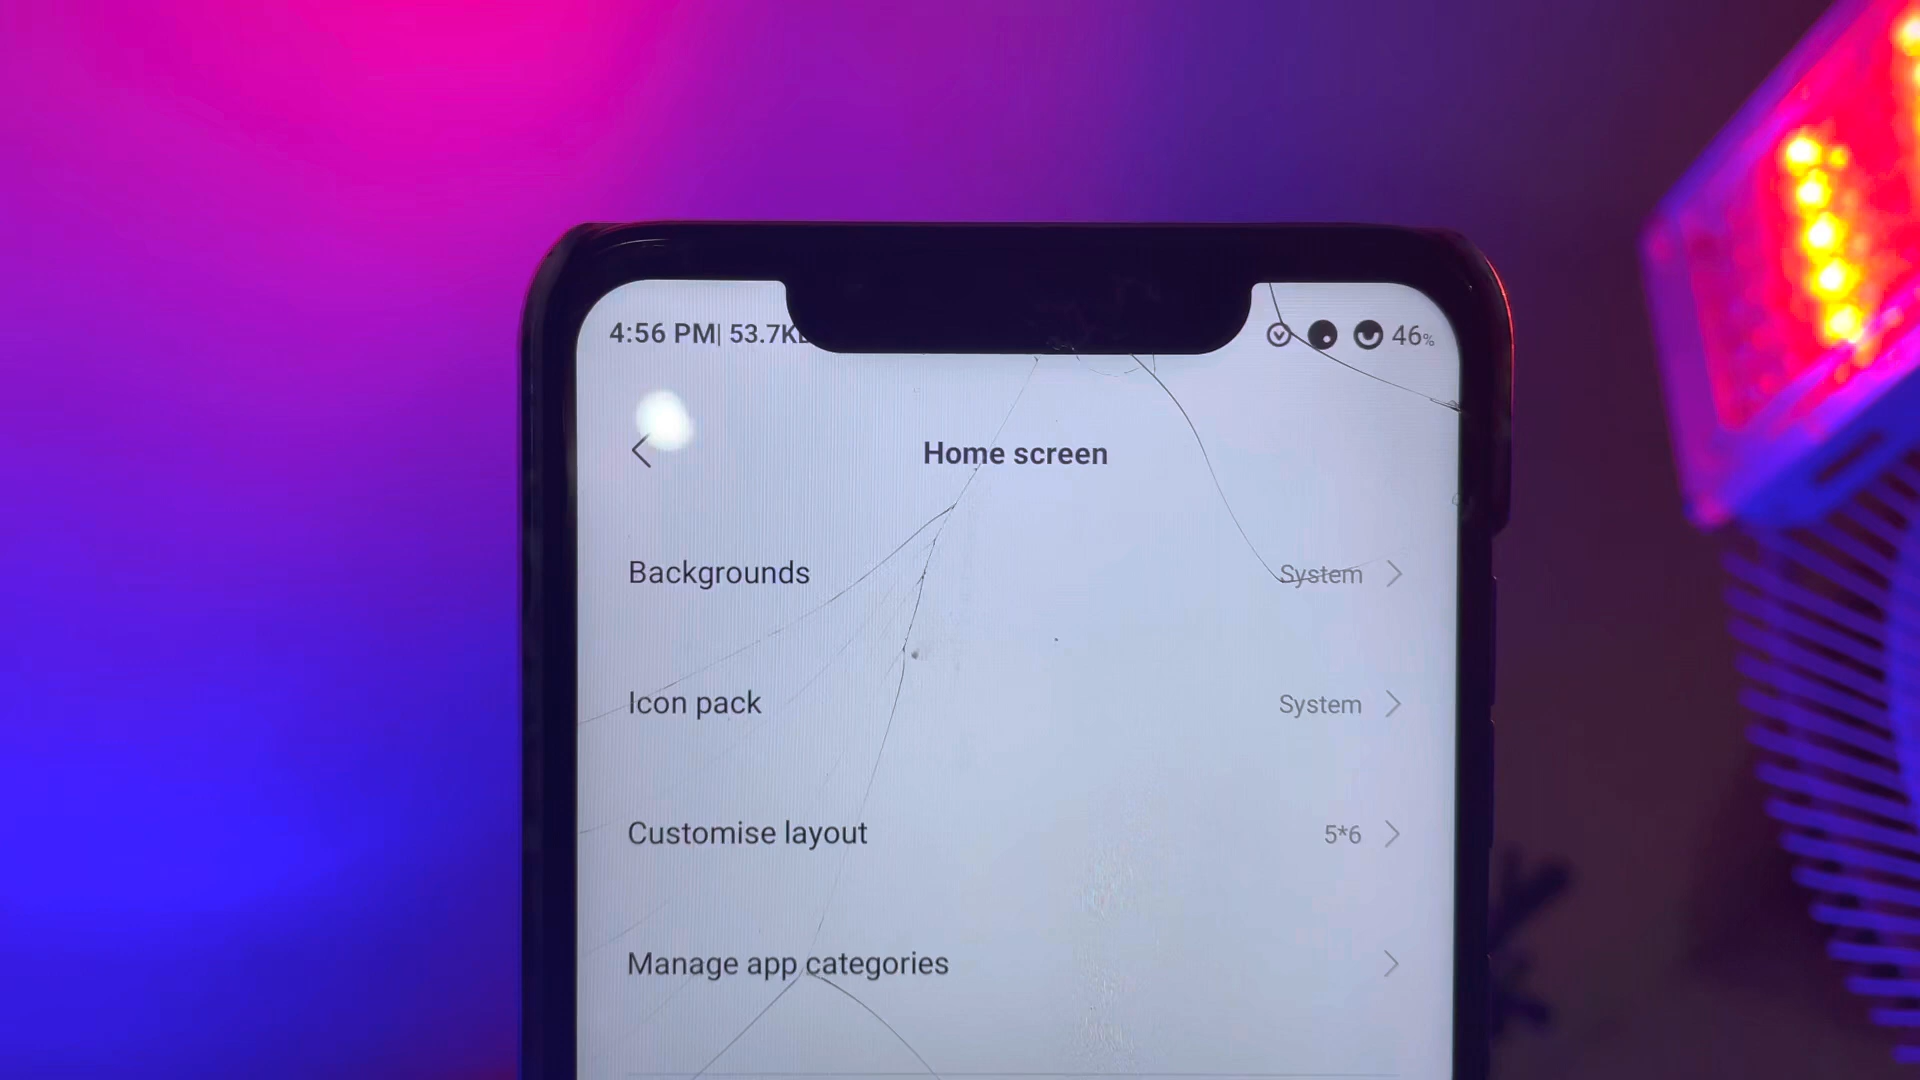 4:56 PM| 53.7K
46%
Home screen
Backgrounds
System
Icon pack
System
Customise layout
5*6
Manage app categories